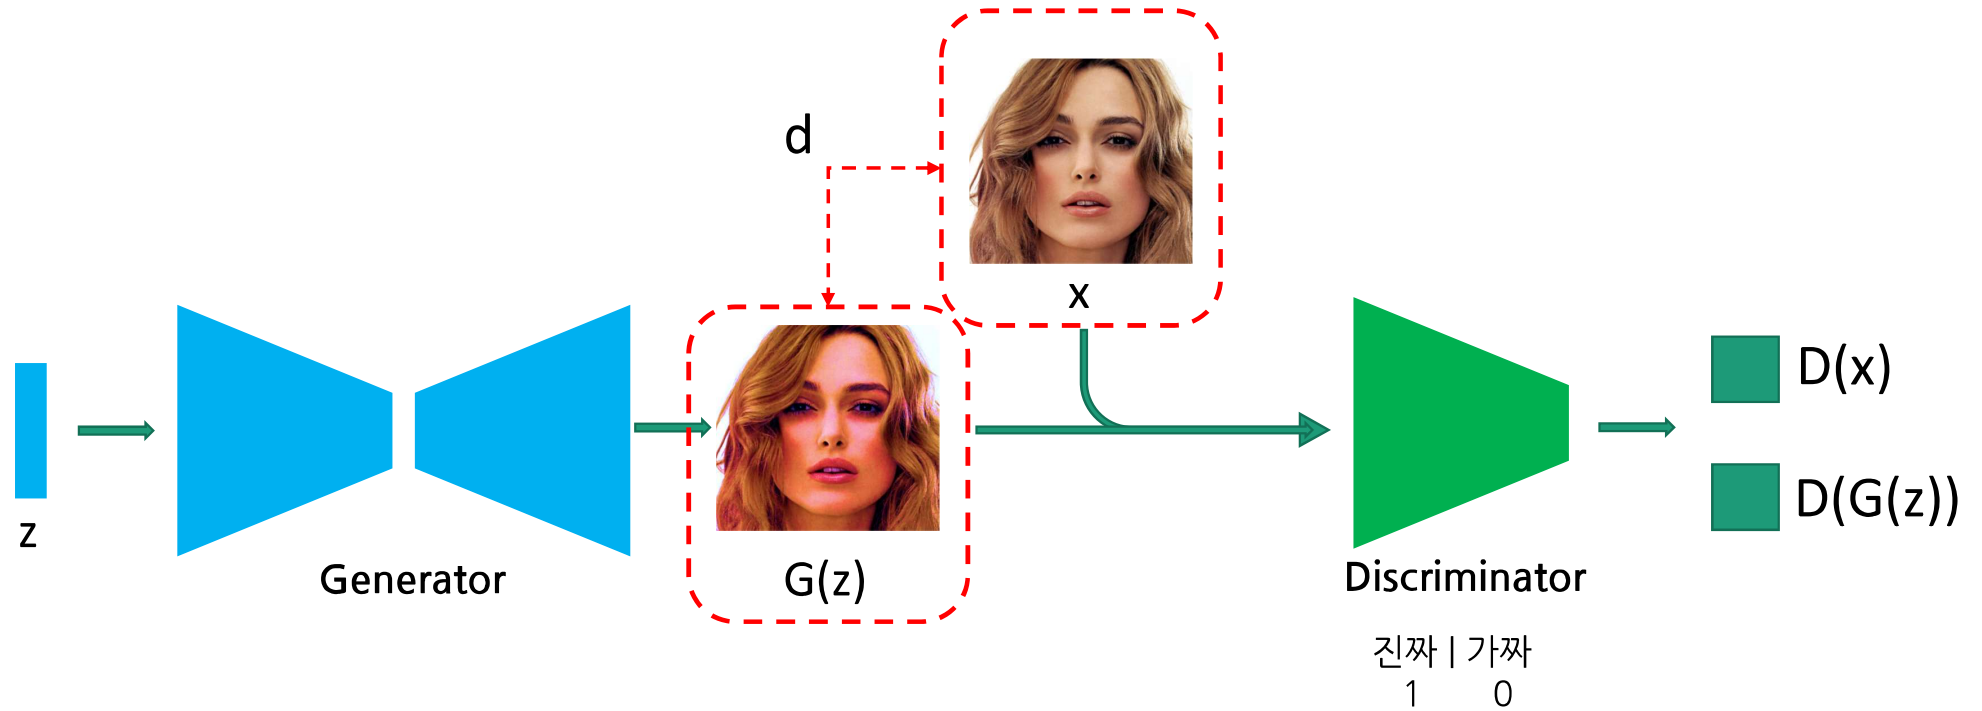 d
x
z
Generator
G(z)
Discriminator
진짜 | 가짜
1 0
D(x)
D(G(z))